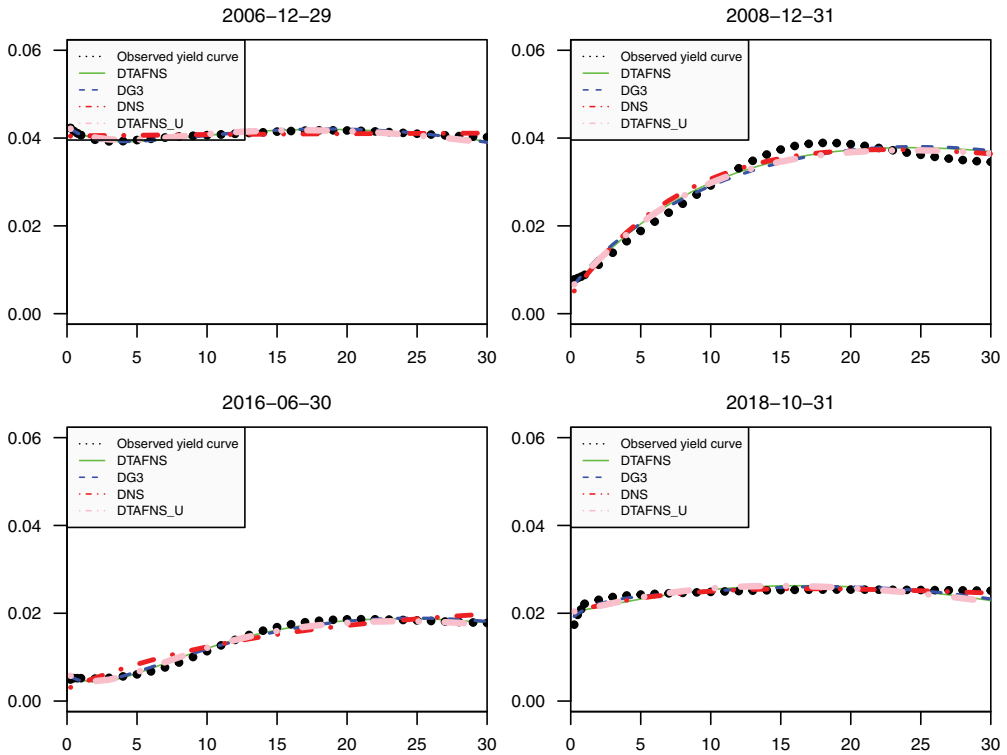 2006−12−29
0.06
0.04
0.02
0.00
Observed yield curve
DTAFNS
DG3
DNS
DTAFNS_U
0 5 10 15 20 25 30
2008−12−31
0.06
0.04
0.02
0.00
Observed yield curve
DTAFNS
DG3
DNS
DTAFNS_U
0 5 10 15 20 25 30
2016−06−30
0.06
0.04
0.02
0.00
Observed yield curve
DTAFNS
DG3
DNS
DTAFNS_U
0 5 10 15 20 25 30
2018−10−31
0.06
0.04
0.02
0.00
Observed yield curve
DTAFNS
DG3
DNS
DTAFNS_U
0 5 10 15 20 25 30